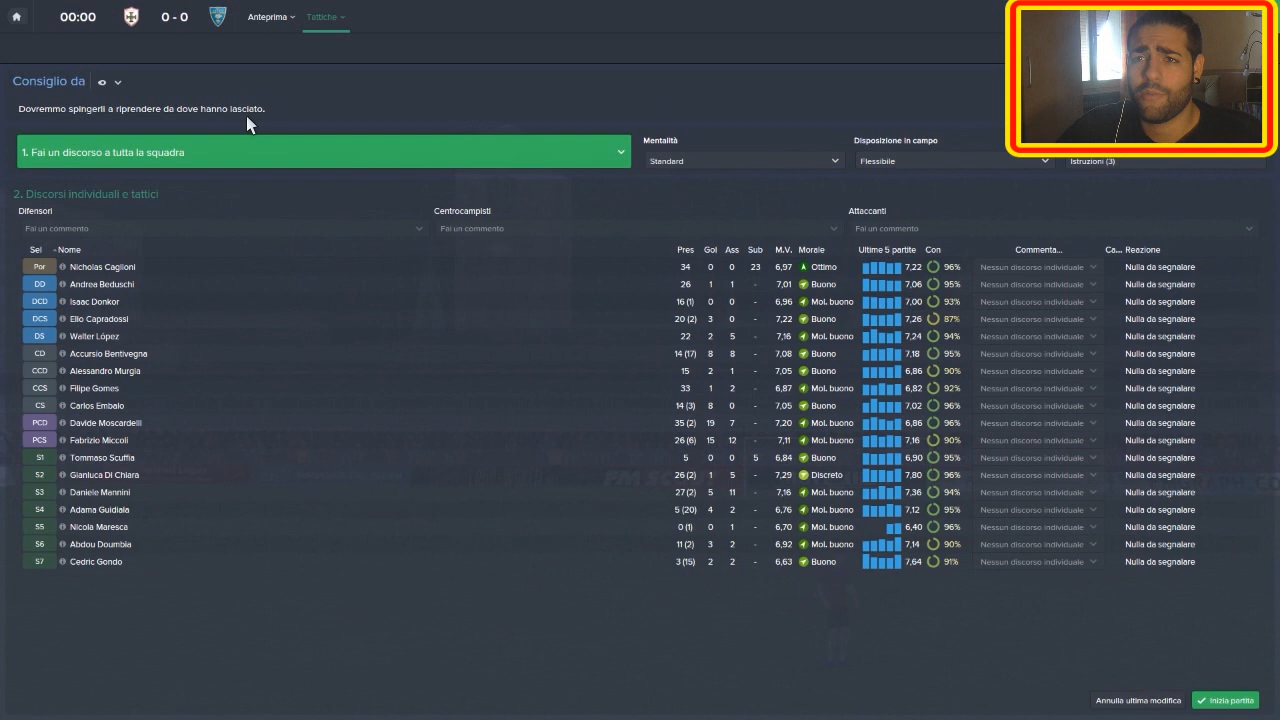 00:00 0 - 0 Anteprima Tattiche
Consiglio da
Dovremmo spingerli a riprendere da dove hanno lasciato.
Mentalità Disposizione in campo
1. Fai un discorso a tutta la squadra Standard Flessibile Istruzioni (3)
2. Discorsi individuali e tattici
Difensori Centrocampisti Attaccanti
Fai un commento Fai un commento Fai un commento
Sel Nome Pres Gol Ass Sub M.V. Morale Ultime 5 partite Con Commenta... Ca... Reazione
Por Nicholas Caglioni 34 0 0 23 6,97 Ottimo 7,22 96% Nessun discorso individuale Nulla da segnalare
DD Andrea Beduschi 26 1 1 - 7,01 Buono 7,06 95% Nessun discorso individuale Nulla da segnalare
DCD Isaac Donkor 16 (1) 0 0 - 6,96 Mol. buono 7,00 93% Nessun discorso individuale Nulla da segnalare
DCS Elio Capradossi 20 (2) 3 0 - 7,22 Buono 7,26 87% Nessun discorso individuale Nulla da segnalare
DS Walter López 22 2 5 - 7,16 Mol. buono 7,24 94% Nessun discorso individuale Nulla da segnalare
CD Accursio Bentivegna 14 (17) 8 8 - 7,08 Buono 7,18 95% Nessun discorso individuale Nulla da segnalare
CCD Alessandro Murgia 15 2 1 - 7,05 Buono 6,86 90% Nessun discorso individuale Nulla da segnalare
CCS Filipe Gomes 33 1 2 - 6,87 Mol. buono 6,82 92% Nessun discorso individuale Nulla da segnalare
CS Carlos Embalo 14 (3) 8 0 - 7,05 Buono 7,02 96% Nessun discorso individuale Nulla da segnalare
PCD Davide Moscardelli 35 (2) 19 7 - 7,20 Mol. buono 6,86 96% Nessun discorso individuale Nulla da segnalare
PCS Fabrizio Miccoli 26 (6) 15 12 - 7,11 Mol. buono 7,16 90% Nessun discorso individuale Nulla da segnalare
S1 Tommaso Scuffia 5 0 0 5 6,84 Buono 6,90 95% Nessun discorso individuale Nulla da segnalare
S2 Gianluca Di Chiara 26 (2) 1 5 - 7,29 Discreto 7,80 96% Nessun discorso individuale Nulla da segnalare
S3 Daniele Mannini 27 (2) 5 11 - 7,16 Mol. buono 7,36 94% Nessun discorso individuale Nulla da segnalare
S4 Adama Guidiala 5 (20) 4 2 - 6,76 Mol. buono 7,12 95% Nessun discorso individuale Nulla da segnalare
S5 Nicola Maresca 0 (1) 0 1 - 6,70 Mol. buono 6,40 96% Nessun discorso individuale Nulla da segnalare
S6 Abdou Doumbia 11 (2) 3 2 - 6,92 Mol. buono 7,14 90% Nessun discorso individuale Nulla da segnalare
S7 Cedric Gondo 3 (15) 2 2 - 6,63 Buono 7,64 91% Nessun discorso individuale Nulla da segnalare
Annulla ultima modifica Inizia partita